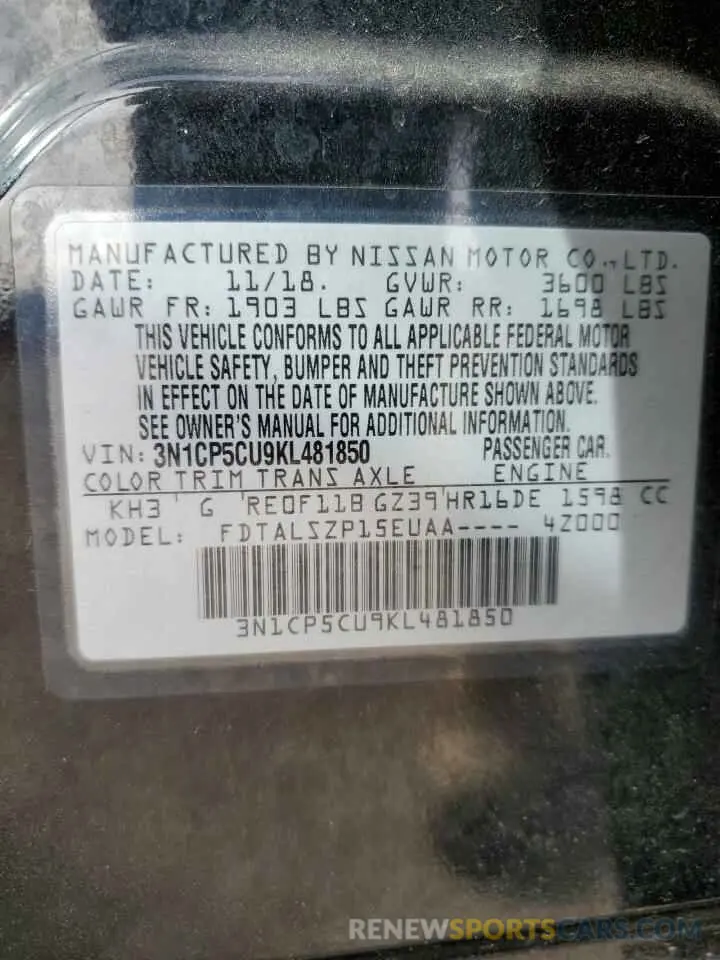 MANUFACTURED BY NISSAN MOTOR CO., LTD.
DATE: 11/18. GVWR: 3600 LBS
GAWR FR: 1903 LBS GAWR RR: 1698 LBS
THIS VEHICLE CONFORMS TO ALL APPLICABLE FEDERAL MOTOR
VEHICLE SAFETY, BUMPER AND THEFT PREVENTION STANDARDS
IN EFFECT ON THE DATE OF MANUFACTURE SHOWN ABOVE.
SEE OWNER'S MANUAL FOR ADDITIONAL INFORMATION.
VIN: 3N1CP5CU9KL481850 PASSENGER CAR.
COLOR TRIM TRANS AXLE ENGINE
KH3 G RE0F11B GZ39 HR16DE 1598 CC
MODEL: FDTALSZP15EUAA---- 4Z000
3N1CP5CU9KL481850
RENEWSPORTSCARS.COM